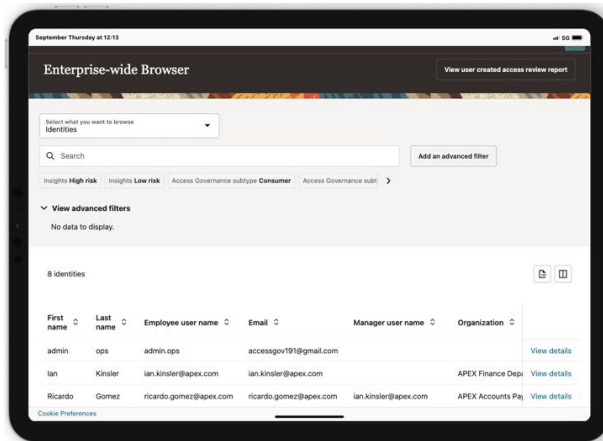 September Thursday at 12:13
5G
Enterprise-wide Browser
View user created access review report
Select what you want to browse
Identities
Search
Add an advanced filter
Insights High risk
Insights Low risk
Access Governance subtype Consumer
Access Governance subt
View advanced filters
No data to display.
8 identities
First name
Last name
Employee user name
Email
Manager user name
Organization
admin ops admin.ops accessgov191@gmail.com View details
Ian Kinsler ian.kinsler@apex.com ian.kinsler@apex.com APEX Finance Depa View details
Ricardo Gomez ricardo.gomez@apex.com ricardo.gomez@apex.com ian.kinsler@apex.com APEX Accounts Pay View details
Cookie Preferences